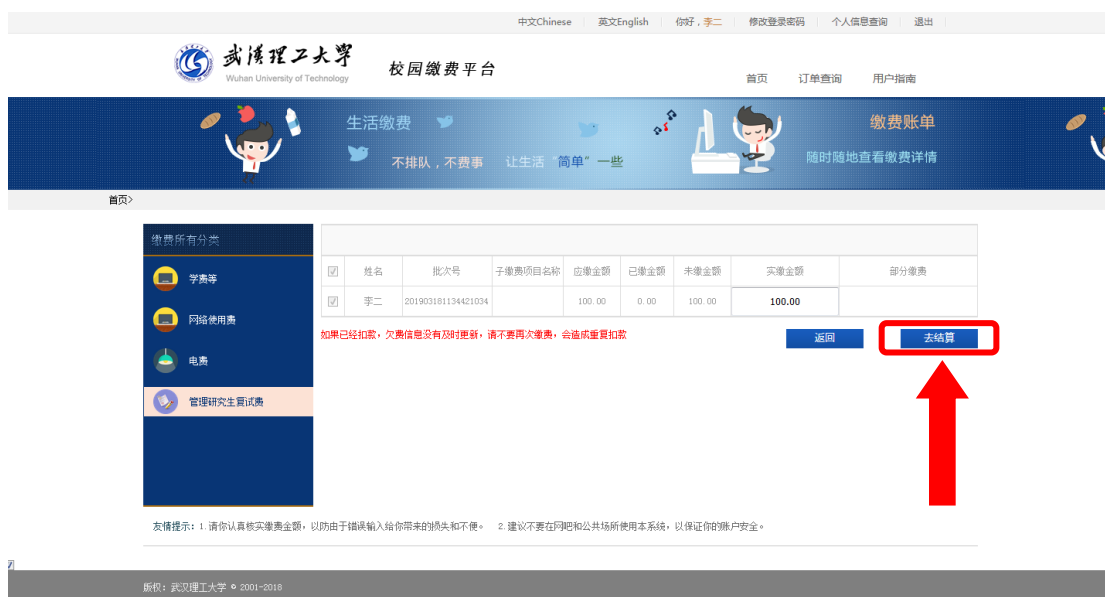 中文Chinese 英文English 你好，李二 修改登录密码 个人信息查询 退出
武汉理工大学
Wuhan University of Technology
校园缴费平台
首页 订单查询 用户指南
生活缴费
不排队，不费事 让生活“简单”一些
缴费账单
随时随地查看缴费详情
首页>
缴费所有分类
学费等
网络使用费
电费
管理研究生复试费
姓名 批次号 子缴费项目名称 应缴金额 已缴金额 未缴金额 实缴金额 部分缴费
李二 201903181134421034 100.00 0.00 100.00 100.00
如果已经扣款，欠费信息没有及时更新，请不要再次缴费，会造成重复扣款
返回 去结算
友情提示：1.请你认真核实缴费金额，以防由于错误输入给你带来的损失和不便。 2.建议不要在网吧和公共场所使用本系统，以保证你的账户安全。
版权：武汉理工大学 © 2001-2018